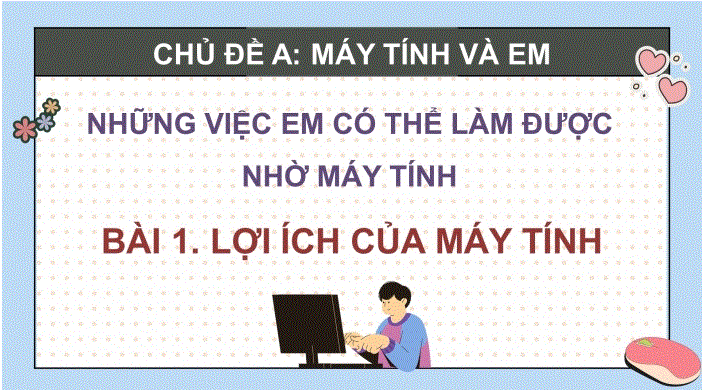 CHỦ ĐỀ A: MÁY TÍNH VÀ EM
NHỮNG VIỆC EM CÓ THỂ LÀM ĐƯỢC
NHỜ MÁY TÍNH
BÀI 1. LỢI ÍCH CỦA MÁY TÍNH